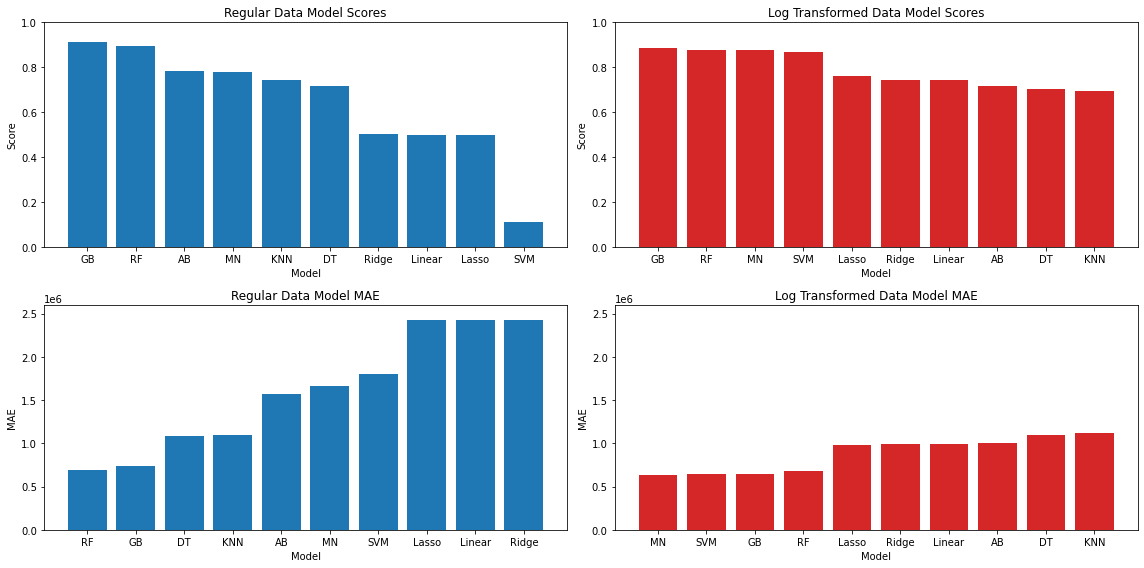 Regular Data Model Scores
1.0
0.8
0.6
0.4
0.2
0.0
Score
GB RF AB MN KNN DT Ridge Linear Lasso SVM
Model
Log Transformed Data Model Scores
1.0
0.8
0.6
0.4
0.2
0.0
Score
GB RF MN SVM Lasso Ridge Linear AB DT KNN
Model
Regular Data Model MAE
1e6
2.5
2.0
1.5
1.0
0.5
0.0
MAE
RF GB DT KNN AB MN SVM Lasso Linear Ridge
Model
Log Transformed Data Model MAE
1e6
2.5
2.0
1.5
1.0
0.5
0.0
MAE
MN SVM GB RF Lasso Ridge Linear AB DT KNN
Model